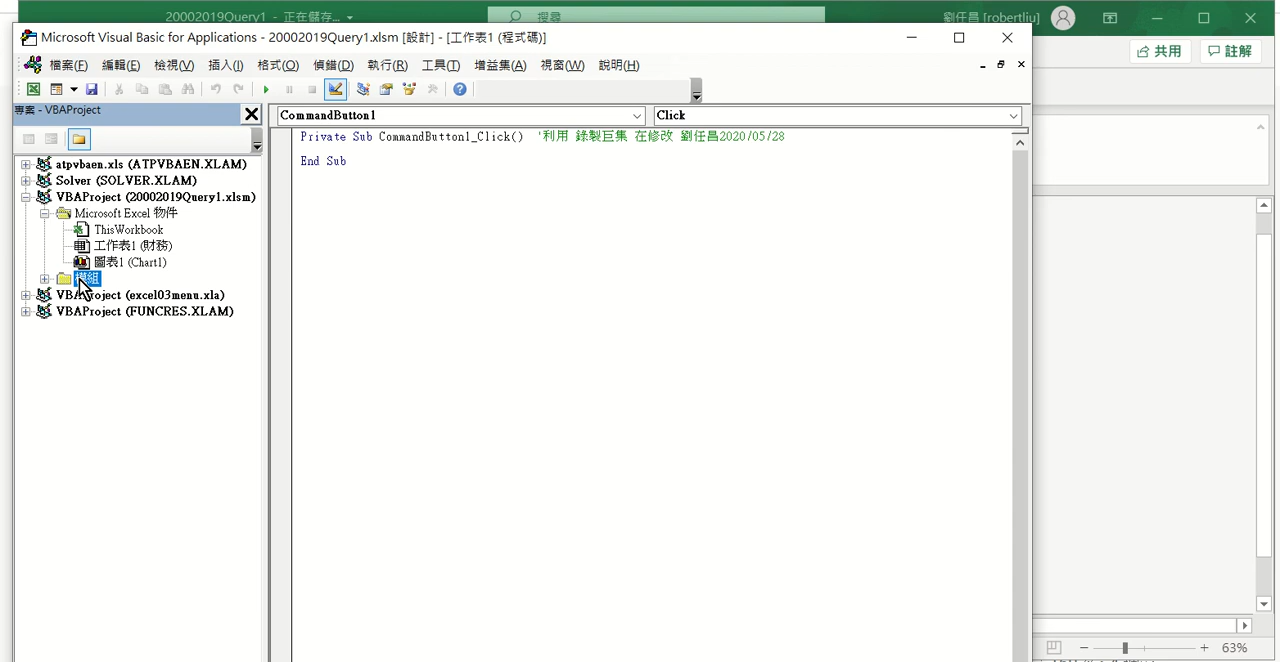 20002019Query1 - 正在儲存...
搜尋
劉任昌 [robertliu]
Microsoft Visual Basic for Applications - 20002019Query1.xlsm [設計] - [工作表1 (程式碼)]
檔案(F) 編輯(E) 檢視(V) 插入(I) 格式(O) 偵錯(D) 執行(R) 工具(T) 增益集(A) 視窗(W) 說明(H)
共用
註解
專案 - VBAProject
CommandButton1
Click
Private Sub CommandButton1_Click() '利用 錄製巨集 在修改 劉任昌2020/05/28
End Sub
atpvbaen.xls (ATPVBAEN.XLAM)
Solver (SOLVER.XLAM)
VBAProject (20002019Query1.xlsm)
Microsoft Excel 物件
ThisWorkbook
工作表1 (財務)
圖表1 (Chart1)
模組
VBAProject (excel03menu.xla)
VBAProject (FUNCRES.XLAM)
63%